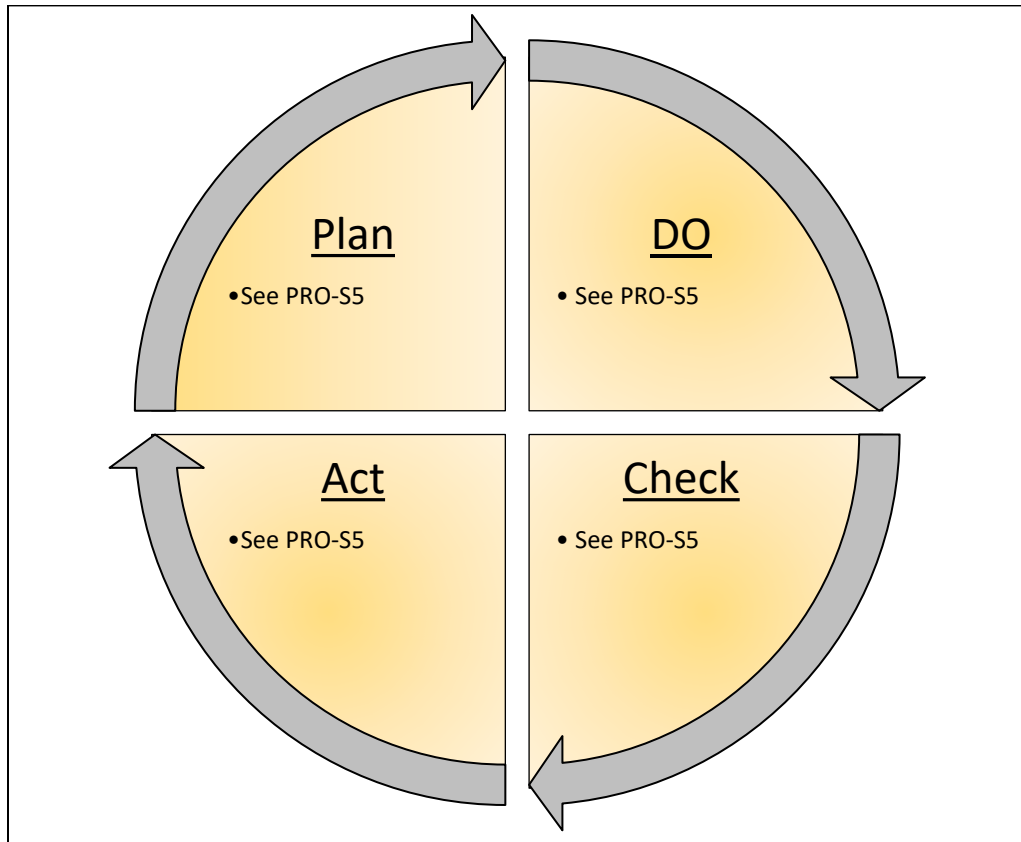 Plan
•See PRO-S5
DO
• See PRO-S5
Act
•See PRO-S5
Check
• See PRO-S5